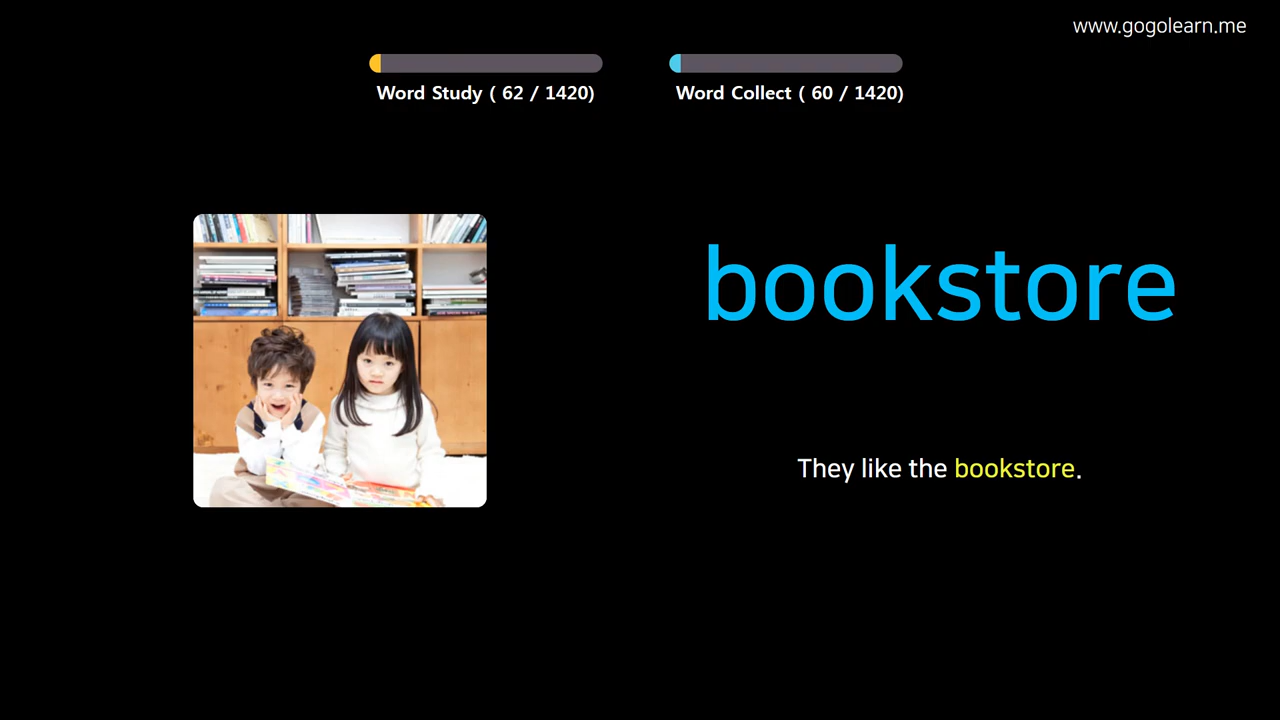 www.gogolearn.me
Word Study ( 62 / 1420)
Word Collect ( 60 / 1420)
bookstore
They like the bookstore.